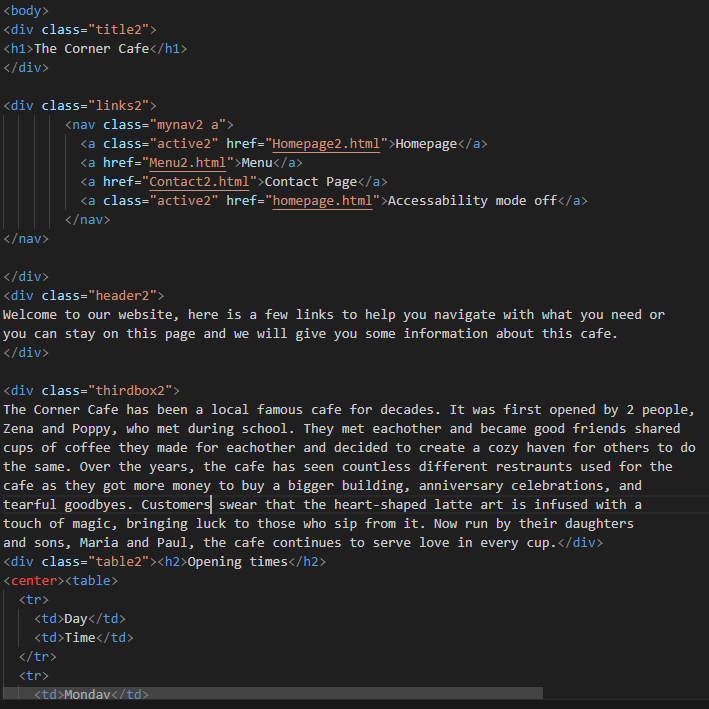 <body>
<div class="title2">
<h1>The Corner Cafe</h1>
</div>
<div class="links2">
<nav class="mynav2 a">
<a class="active2" href="Homepage2.html">Homepage</a>
<a href="Menu2.html">Menu</a>
<a href="Contact2.html">Contact Page</a>
<a class="active2" href="homepage.html">Accessability mode off</a>
</nav>
</nav>
</div>
<div class="header2">
Welcome to our website, here is a few links to help you navigate with what you need or
you can stay on this page and we will give you some information about this cafe.
</div>
<div class="thirdbox2">
The Corner Cafe has been a local famous cafe for decades. It was first opened by 2 people,
Zena and Poppy, who met during school. They met eachother and became good friends shared
cups of coffee they made for eachother and decided to create a cozy haven for others to do
the same. Over the years, the cafe has seen countless different restraunts used for the
cafe as they got more money to buy a bigger building, anniversary celebrations, and
tearful goodbyes. Customers swear that the heart-shaped latte art is infused with a
touch of magic, bringing luck to those who sip from it. Now run by their daughters
and sons, Maria and Paul, the cafe continues to serve love in every cup.</div>
<div class="table2"><h2>Opening times</h2>
<center><table>
<tr>
<td>Day</td>
<td>Time</td>
</tr>
<tr>
<td>Monday</td>